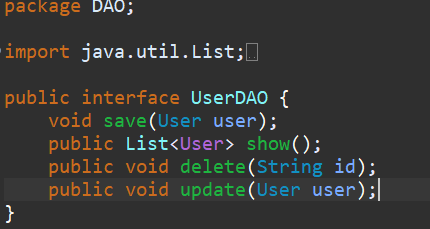 package DAO;
import java.util.List;
public interface UserDAO {
void save(User user);
public List<User> show();
public void delete(String id);
public void update(User user);
}